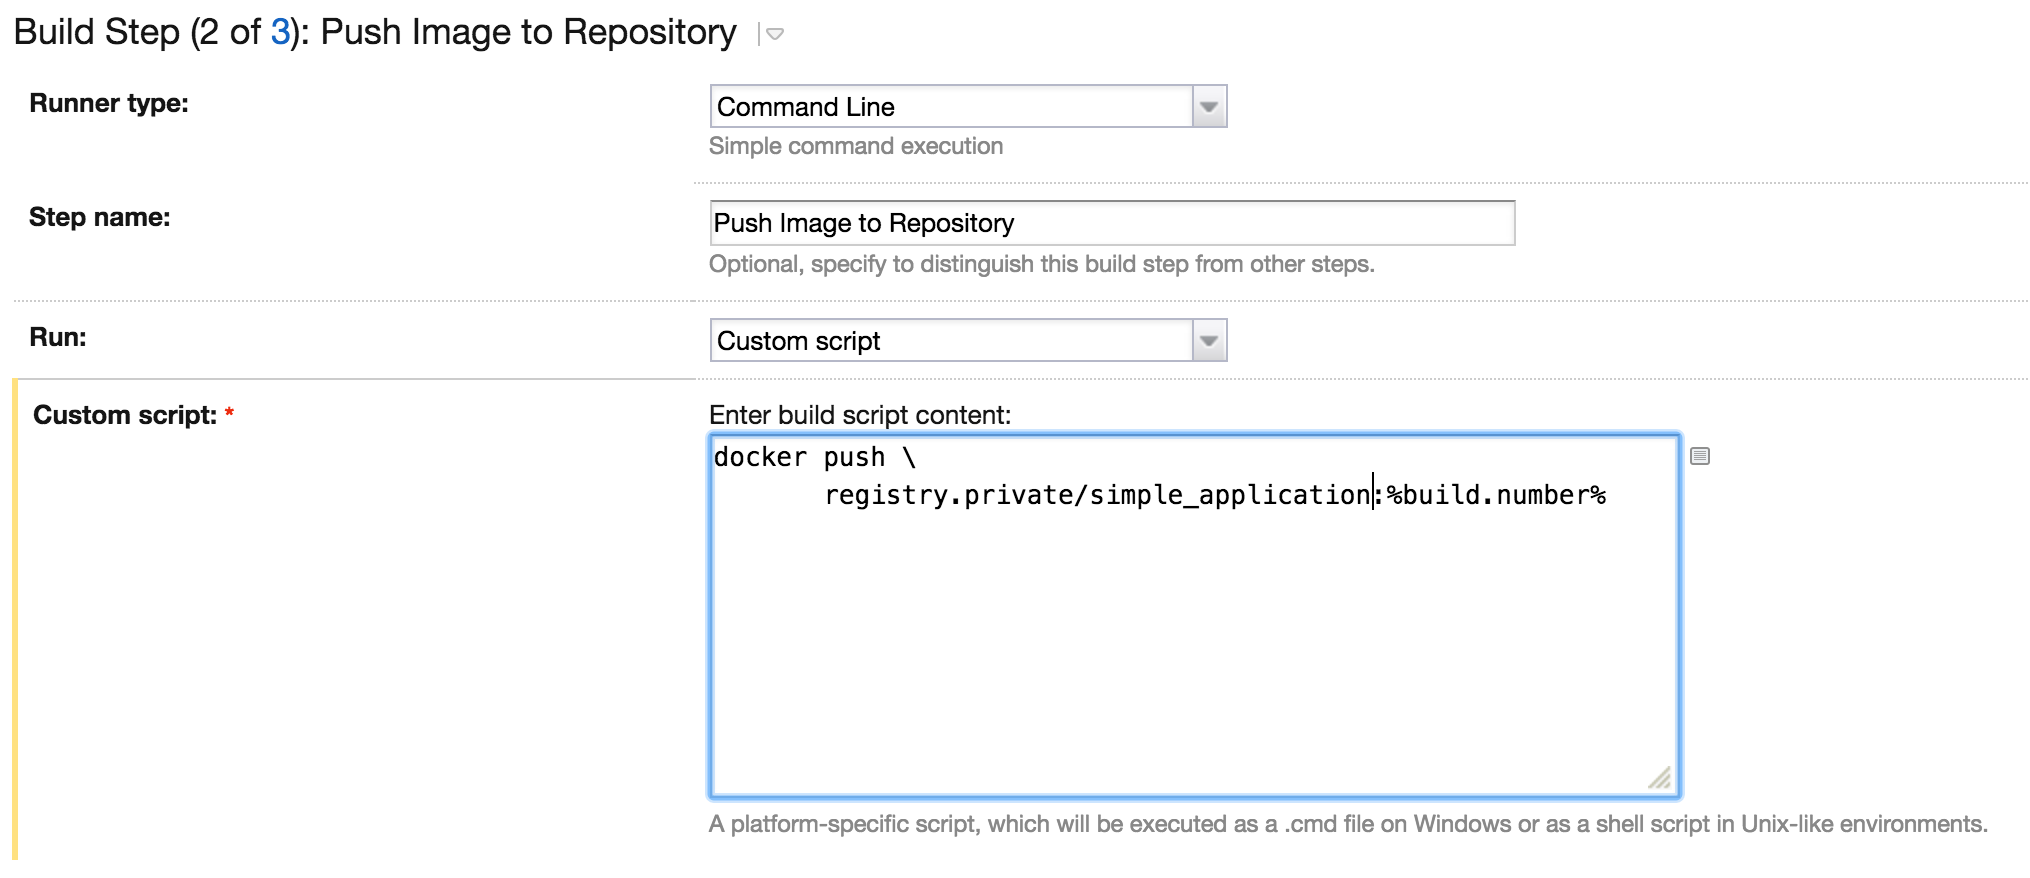 Build Step (2 of 3): Push Image to Repository
Runner type:
Command Line
Simple command execution
Step name:
Push Image to Repository
Optional, specify to distinguish this build step from other steps.
Run:
Custom script
Custom script: *
Enter build script content:
docker push \
registry.private/simple_application:%build.number%
A platform-specific script, which will be executed as a .cmd file on Windows or as a shell script in Unix-like environments.